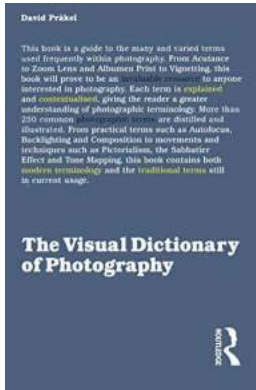 David Präkel
This book is a guide to the many and varied terms
used frequently within photography. From Acutance
to Zoom Lens and Albumen Print to Vignetting, this
book will prove to be an invaluable resource to anyone
interested in photography. Each term is explained
and contextualised, giving the reader a greater
understanding of photographic terminology. More than
250 common photographic terms are distilled and
illustrated. From practical terms such as Autofocus,
Backlighting and Composition to movements and
techniques such as Pictorialism, the Sabbatier
Effect and Tone Mapping, this book contains both
modern terminology and the traditional terms still
in current usage.
The Visual Dictionary
of Photography
ROUTLEDGE